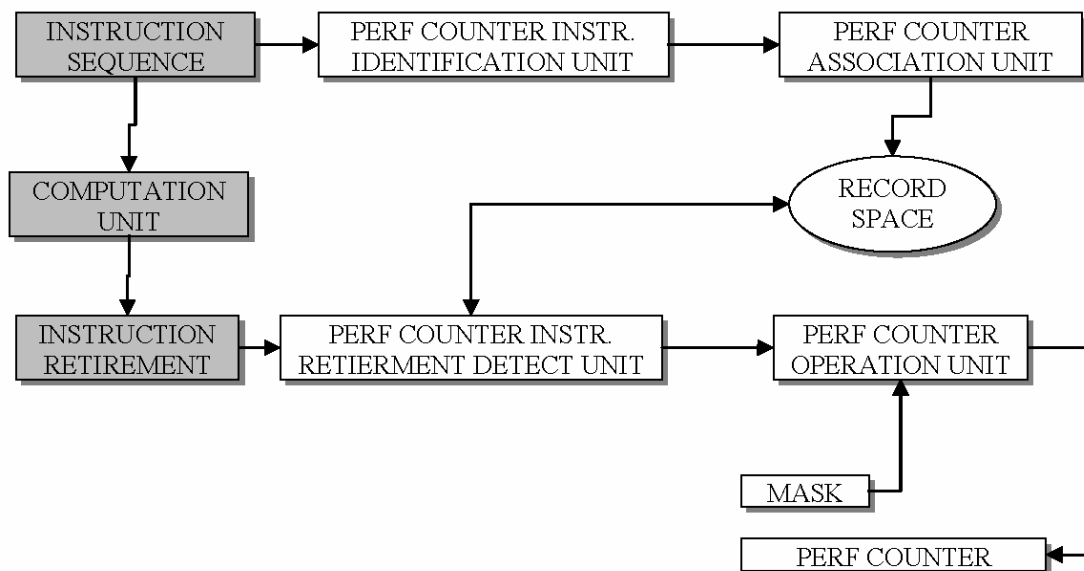 INSTRUCTION
SEQUENCE
PERF COUNTER INSTR.
IDENTIFICATION UNIT
PERF COUNTER
ASSOCIATION UNIT
COMPUTATION
UNIT
RECORD
SPACE
INSTRUCTION
RETIREMENT
PERF COUNTER INSTR.
RETIERMENT DETECT UNIT
PERF COUNTER
OPERATION UNIT
MASK
PERF COUNTER